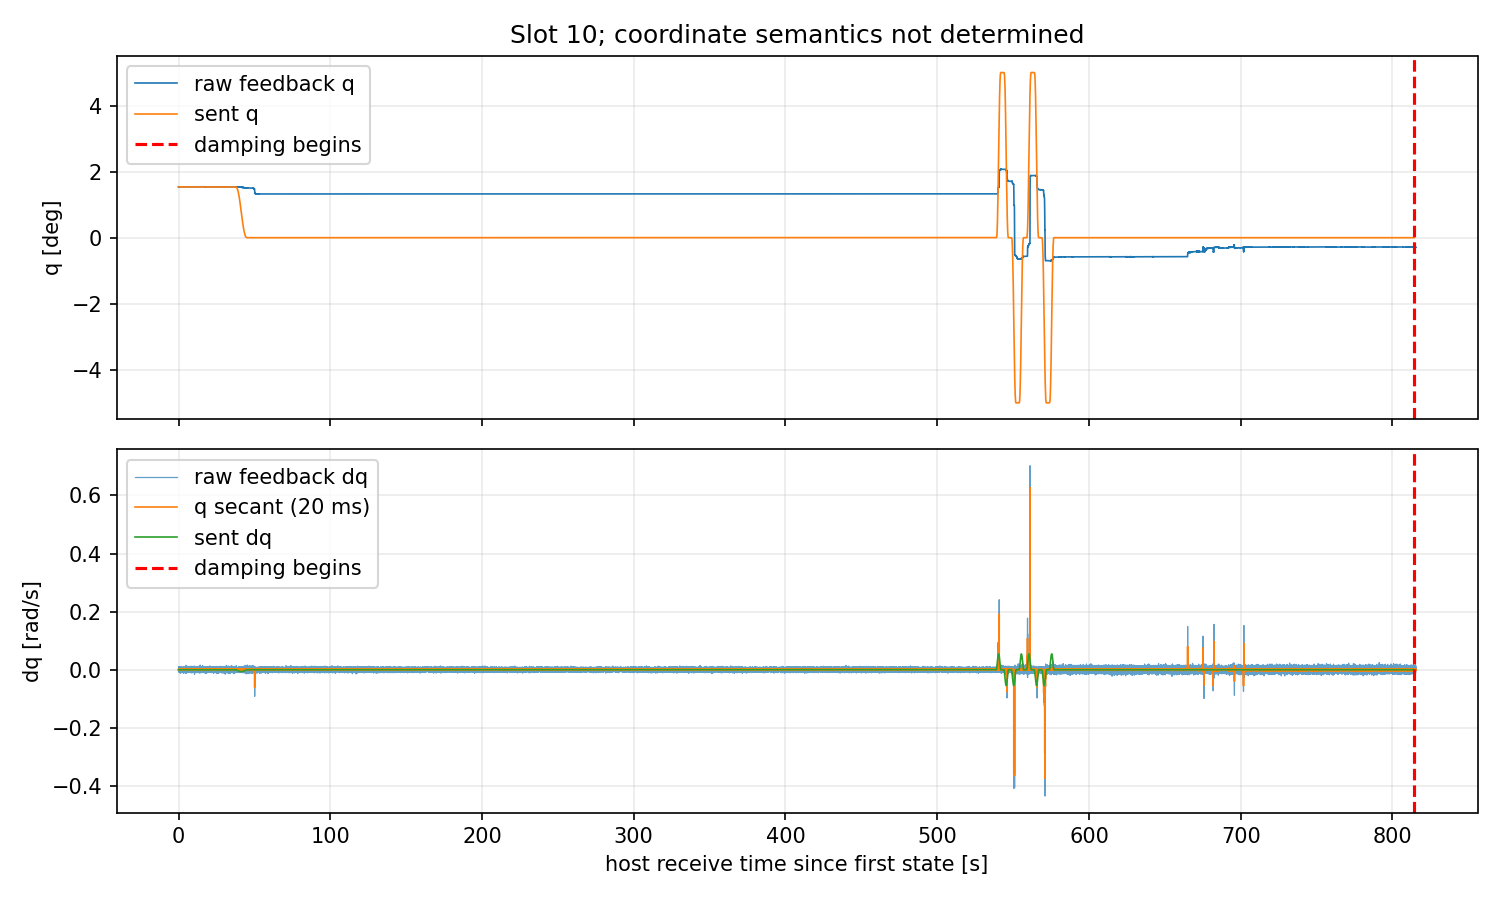 Slot 10; coordinate semantics not determined
raw feedback q
sent q
damping begins
4
2
0
−2
−4
q [deg]
raw feedback dq
q secant (20 ms)
sent dq
damping begins
0.6
0.4
0.2
0.0
−0.2
−0.4
dq [rad/s]
0 100 200 300 400 500 600 700 800
host receive time since first state [s]